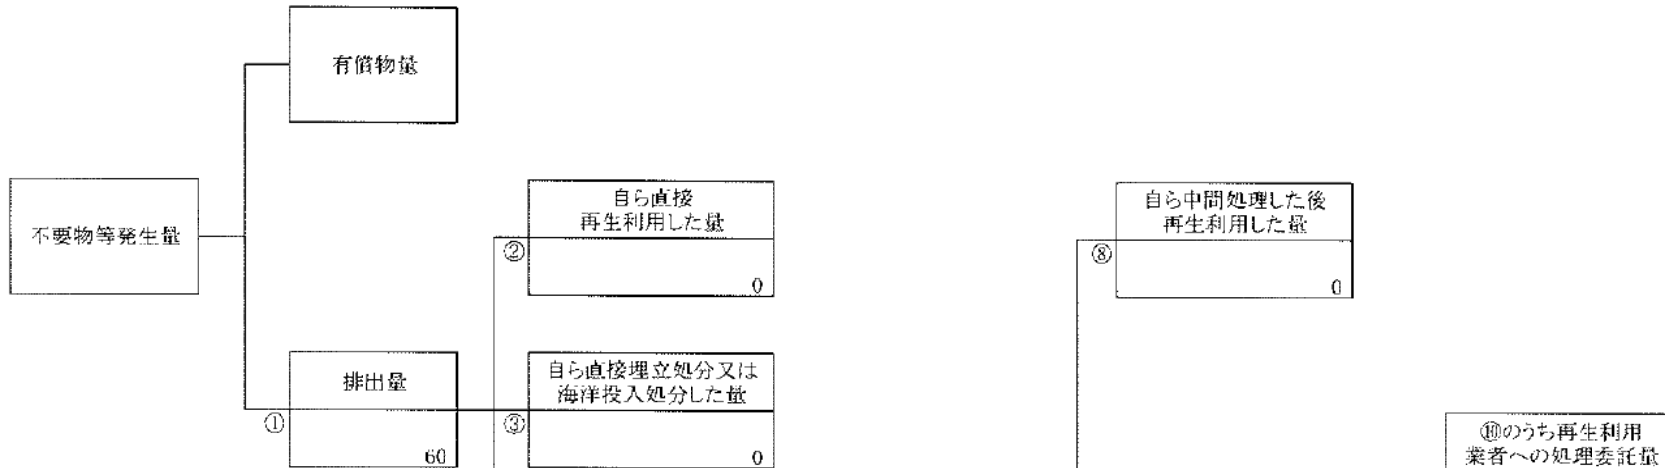 有償物量
不要物等発生量
自ら直接
再生利用した量
②
0
自ら中間処理した後
再生利用した量
⑧
0
排出量
①
60
自ら直接埋立処分又は
海洋投入処分した量
③
0
⑩のうち再生利用
業者への処理委託量